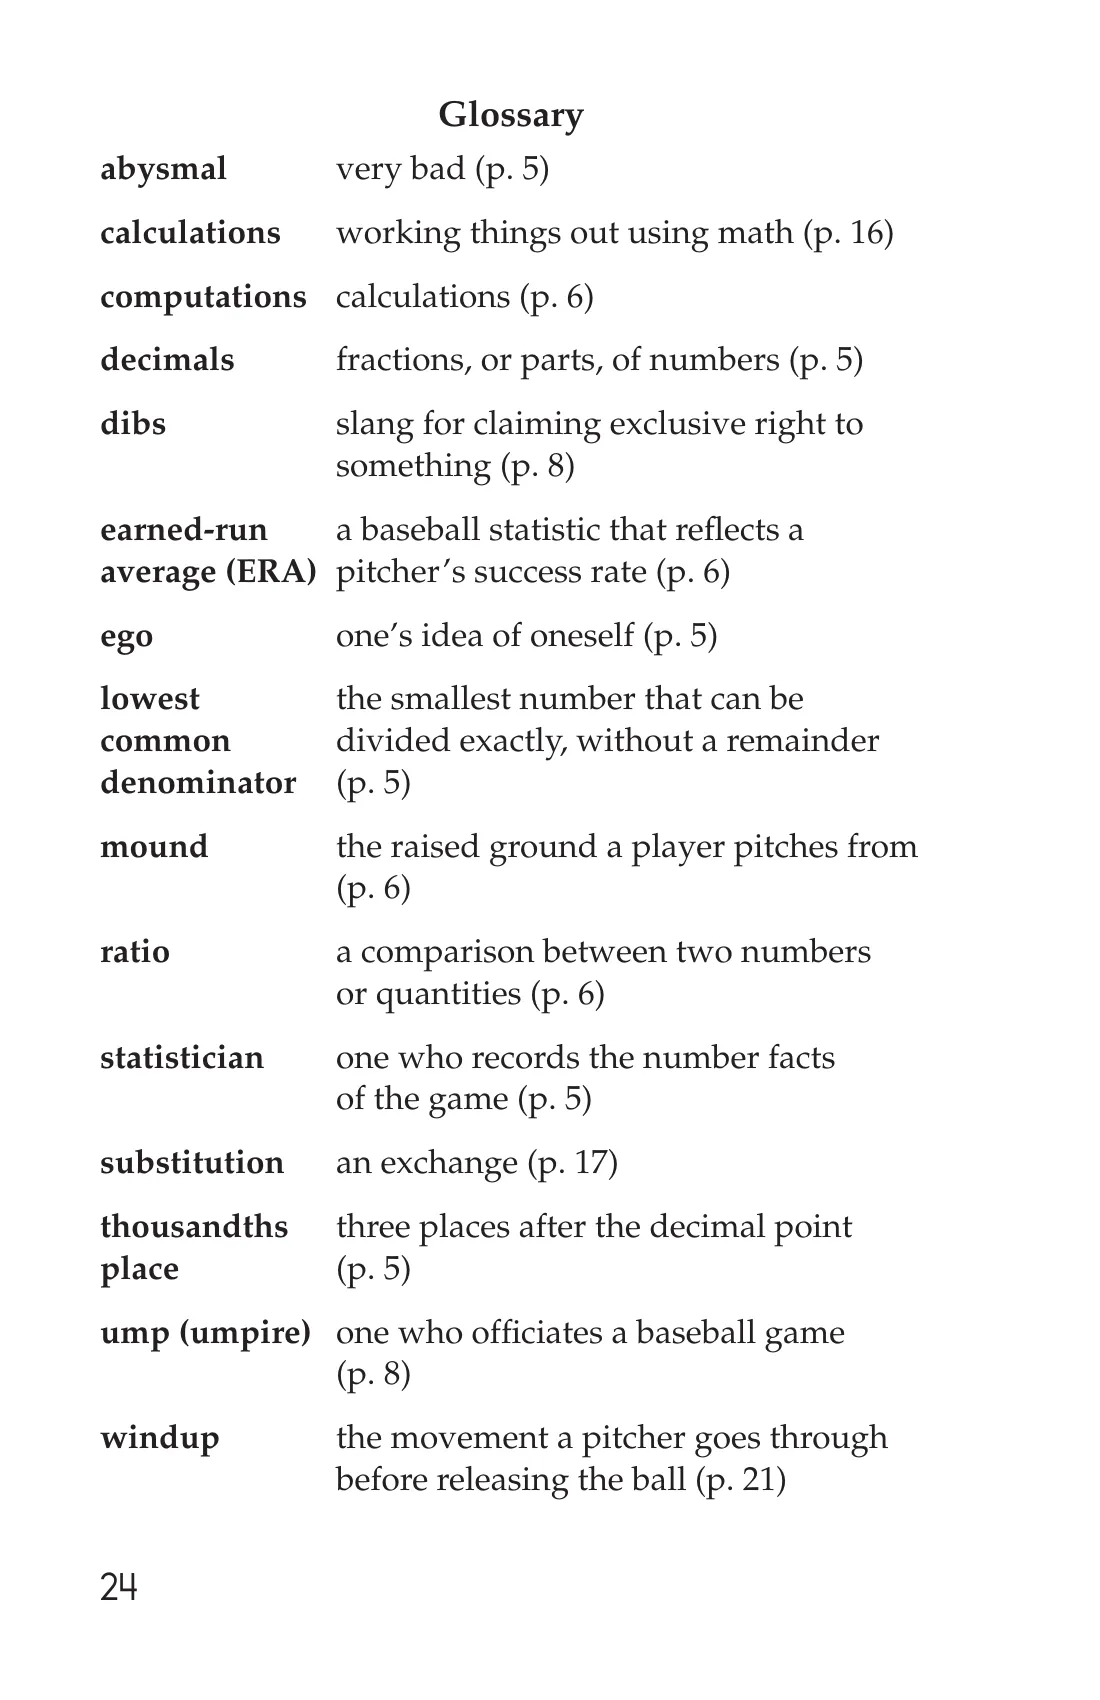 Glossary
abysmal very bad (p. 5)
calculations working things out using math (p. 16)
computations calculations (p. 6)
decimals fractions, or parts, of numbers (p. 5)
dibs slang for claiming exclusive right to
something (p. 8)
earned-run a baseball statistic that reflects a
average (ERA) pitcher’s success rate (p. 6)
ego one’s idea of oneself (p. 5)
lowest the smallest number that can be
common divided exactly, without a remainder
denominator (p. 5)
mound the raised ground a player pitches from
(p. 6)
ratio a comparison between two numbers
or quantities (p. 6)
statistician one who records the number facts
of the game (p. 5)
substitution an exchange (p. 17)
thousandths three places after the decimal point
place (p. 5)
ump (umpire) one who officiates a baseball game
(p. 8)
windup the movement a pitcher goes through
before releasing the ball (p. 21)
24